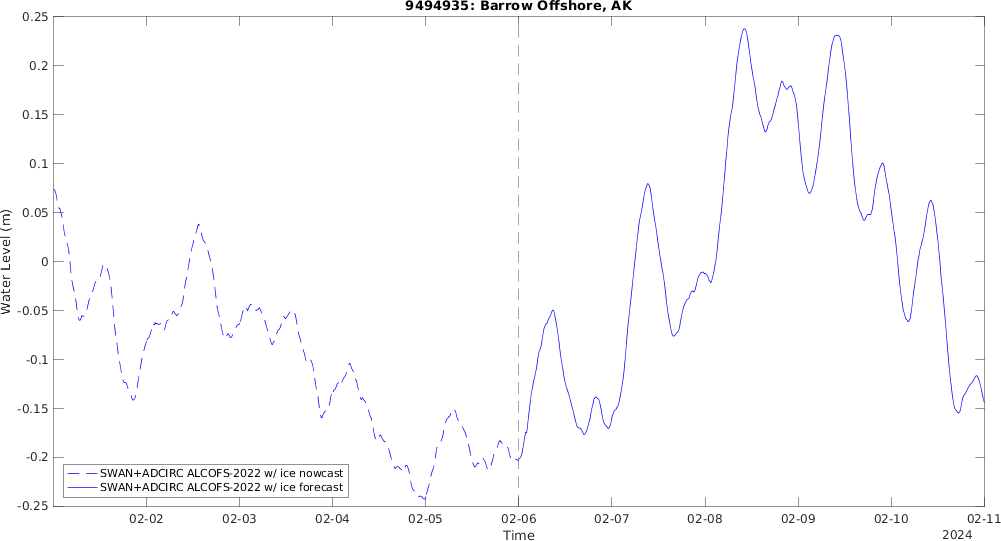 9494935: Barrow Offshore, AK
Water Level (m)
0.25
0.2
0.15
0.1
0.05
0
-0.05
-0.1
-0.15
-0.2
-0.25
SWAN+ADCIRC ALCOFS-2022 w/ ice nowcast
SWAN+ADCIRC ALCOFS-2022 w/ ice forecast
02-02 02-03 02-04 02-05 02-06 02-07 02-08 02-09 02-10 02-11
Time
2024